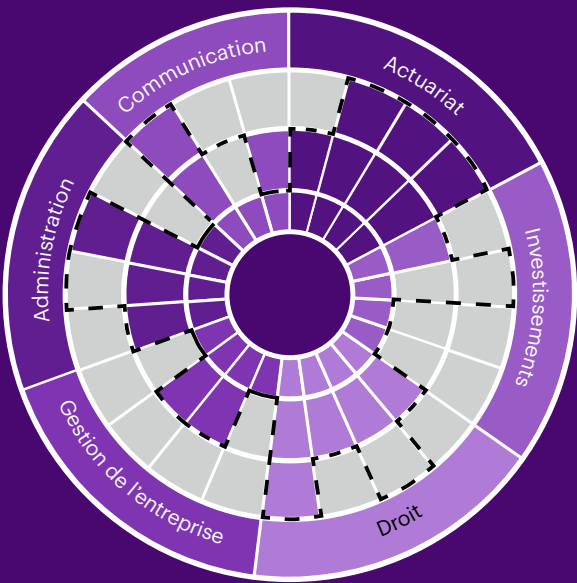 Communication
Actuariat
Administration
Investissements
Gestion de l'entreprise
Droit